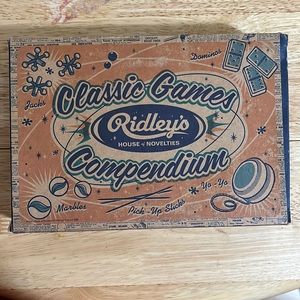 Classic Games
Ridley's
HOUSE of NOVELTIES
Compendium
Jacks
Dominos
Marbles
Pick-Up Sticks
Yo-Yo